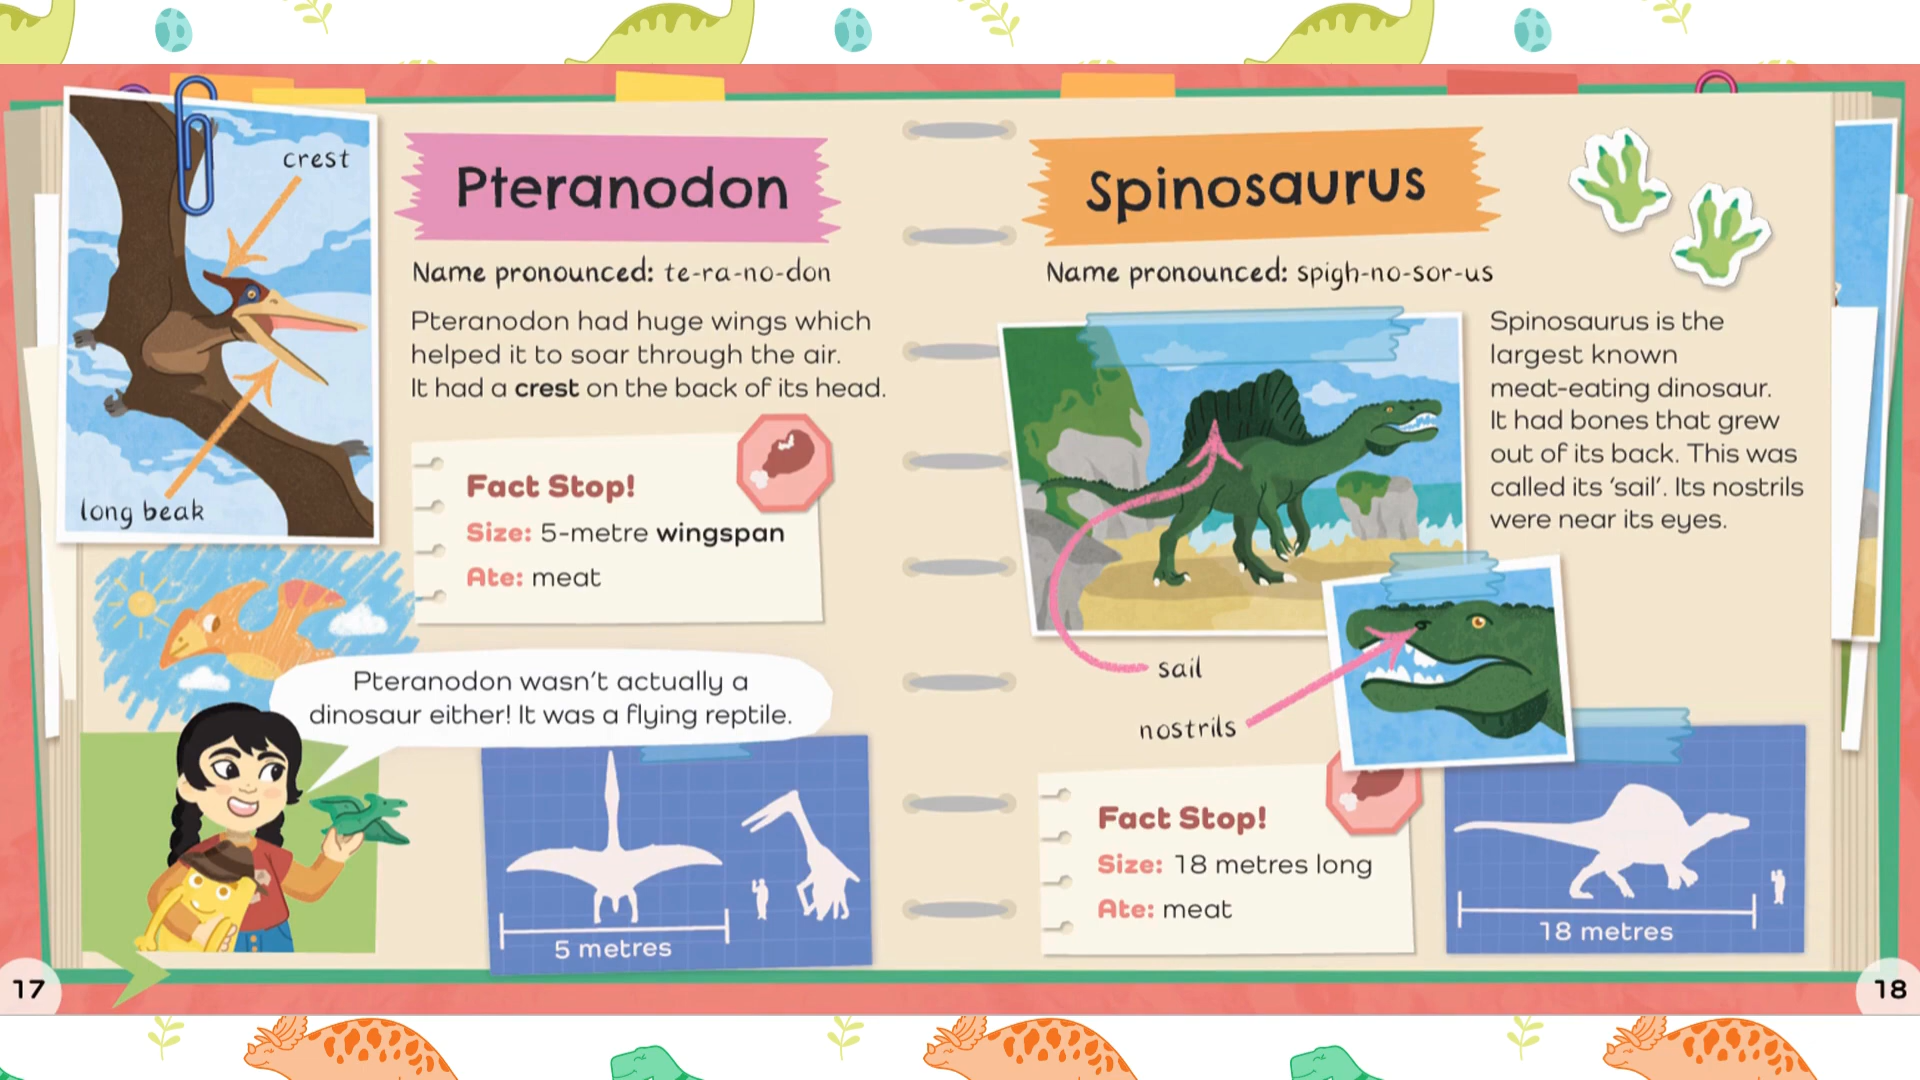 crest
long beak
Pteranodon
Name pronounced: te-ra-no-don
Pteranodon had huge wings which
helped it to soar through the air.
It had a crest on the back of its head.
Fact Stop!
Size: 5-metre wingspan
Ate: meat
Pteranodon wasn't actually a
dinosaur either! It was a flying reptile.
5 metres
17
Spinosaurus
Name pronounced: spigh-no-sor-us
Spinosaurus is the
largest known
meat-eating dinosaur.
It had bones that grew
out of its back. This was
called its 'sail'. Its nostrils
were near its eyes.
sail
nostrils
Fact Stop!
Size: 18 metres long
Ate: meat
18 metres
18